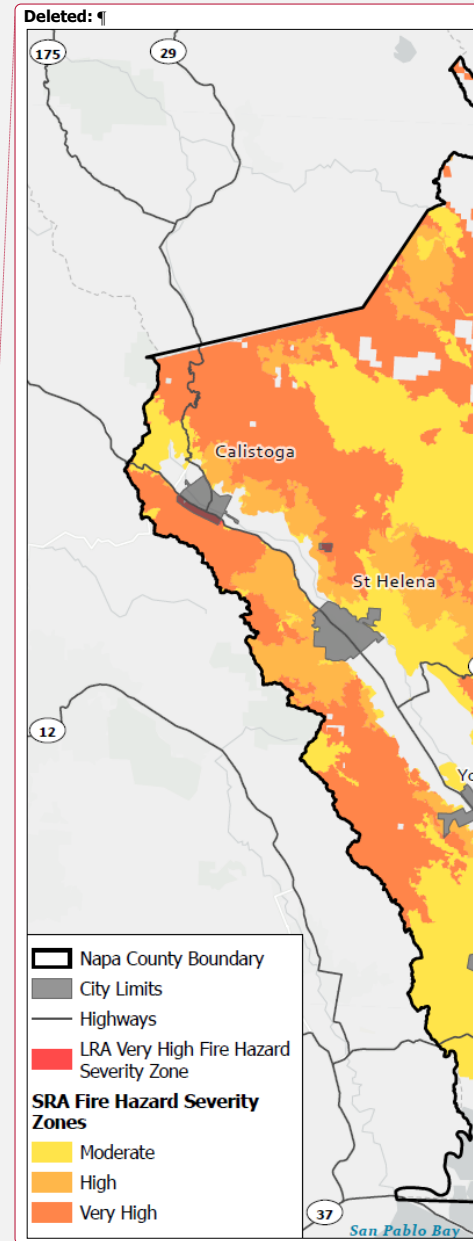 Deleted: ¶
175
29
Calistoga
St Helena
12
Yo
Napa County Boundary
City Limits
Highways
LRA Very High Fire Hazard
Severity Zone
SRA Fire Hazard Severity
Zones
Moderate
High
Very High
37
San Pablo Bay